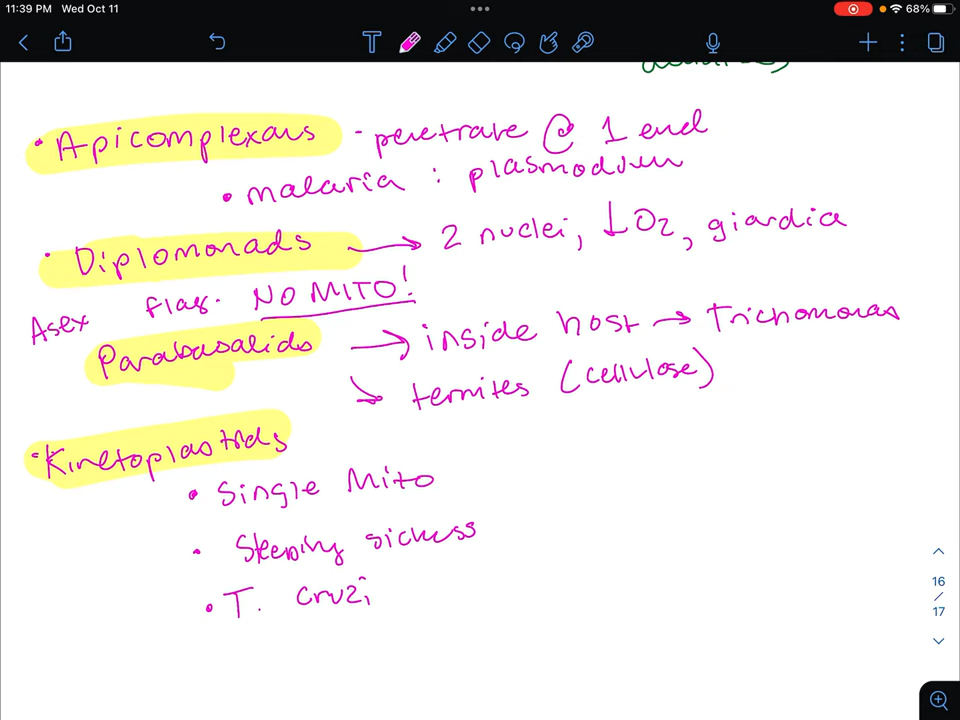 11:39 PM Wed Oct 11
68%
T
• Apicomplexans - penetrate @ 1 end
• malaria : plasmodium
• Diplomonads → 2 nuclei, ↓O2, giardia
Asex flag. NO MITO!
Parabasalids → inside host → Trichomonas
↘ termites (cellulose)
• Kinetoplastids
• Single Mito
• Sleeping sickness
• T. cruzi
16
/
17